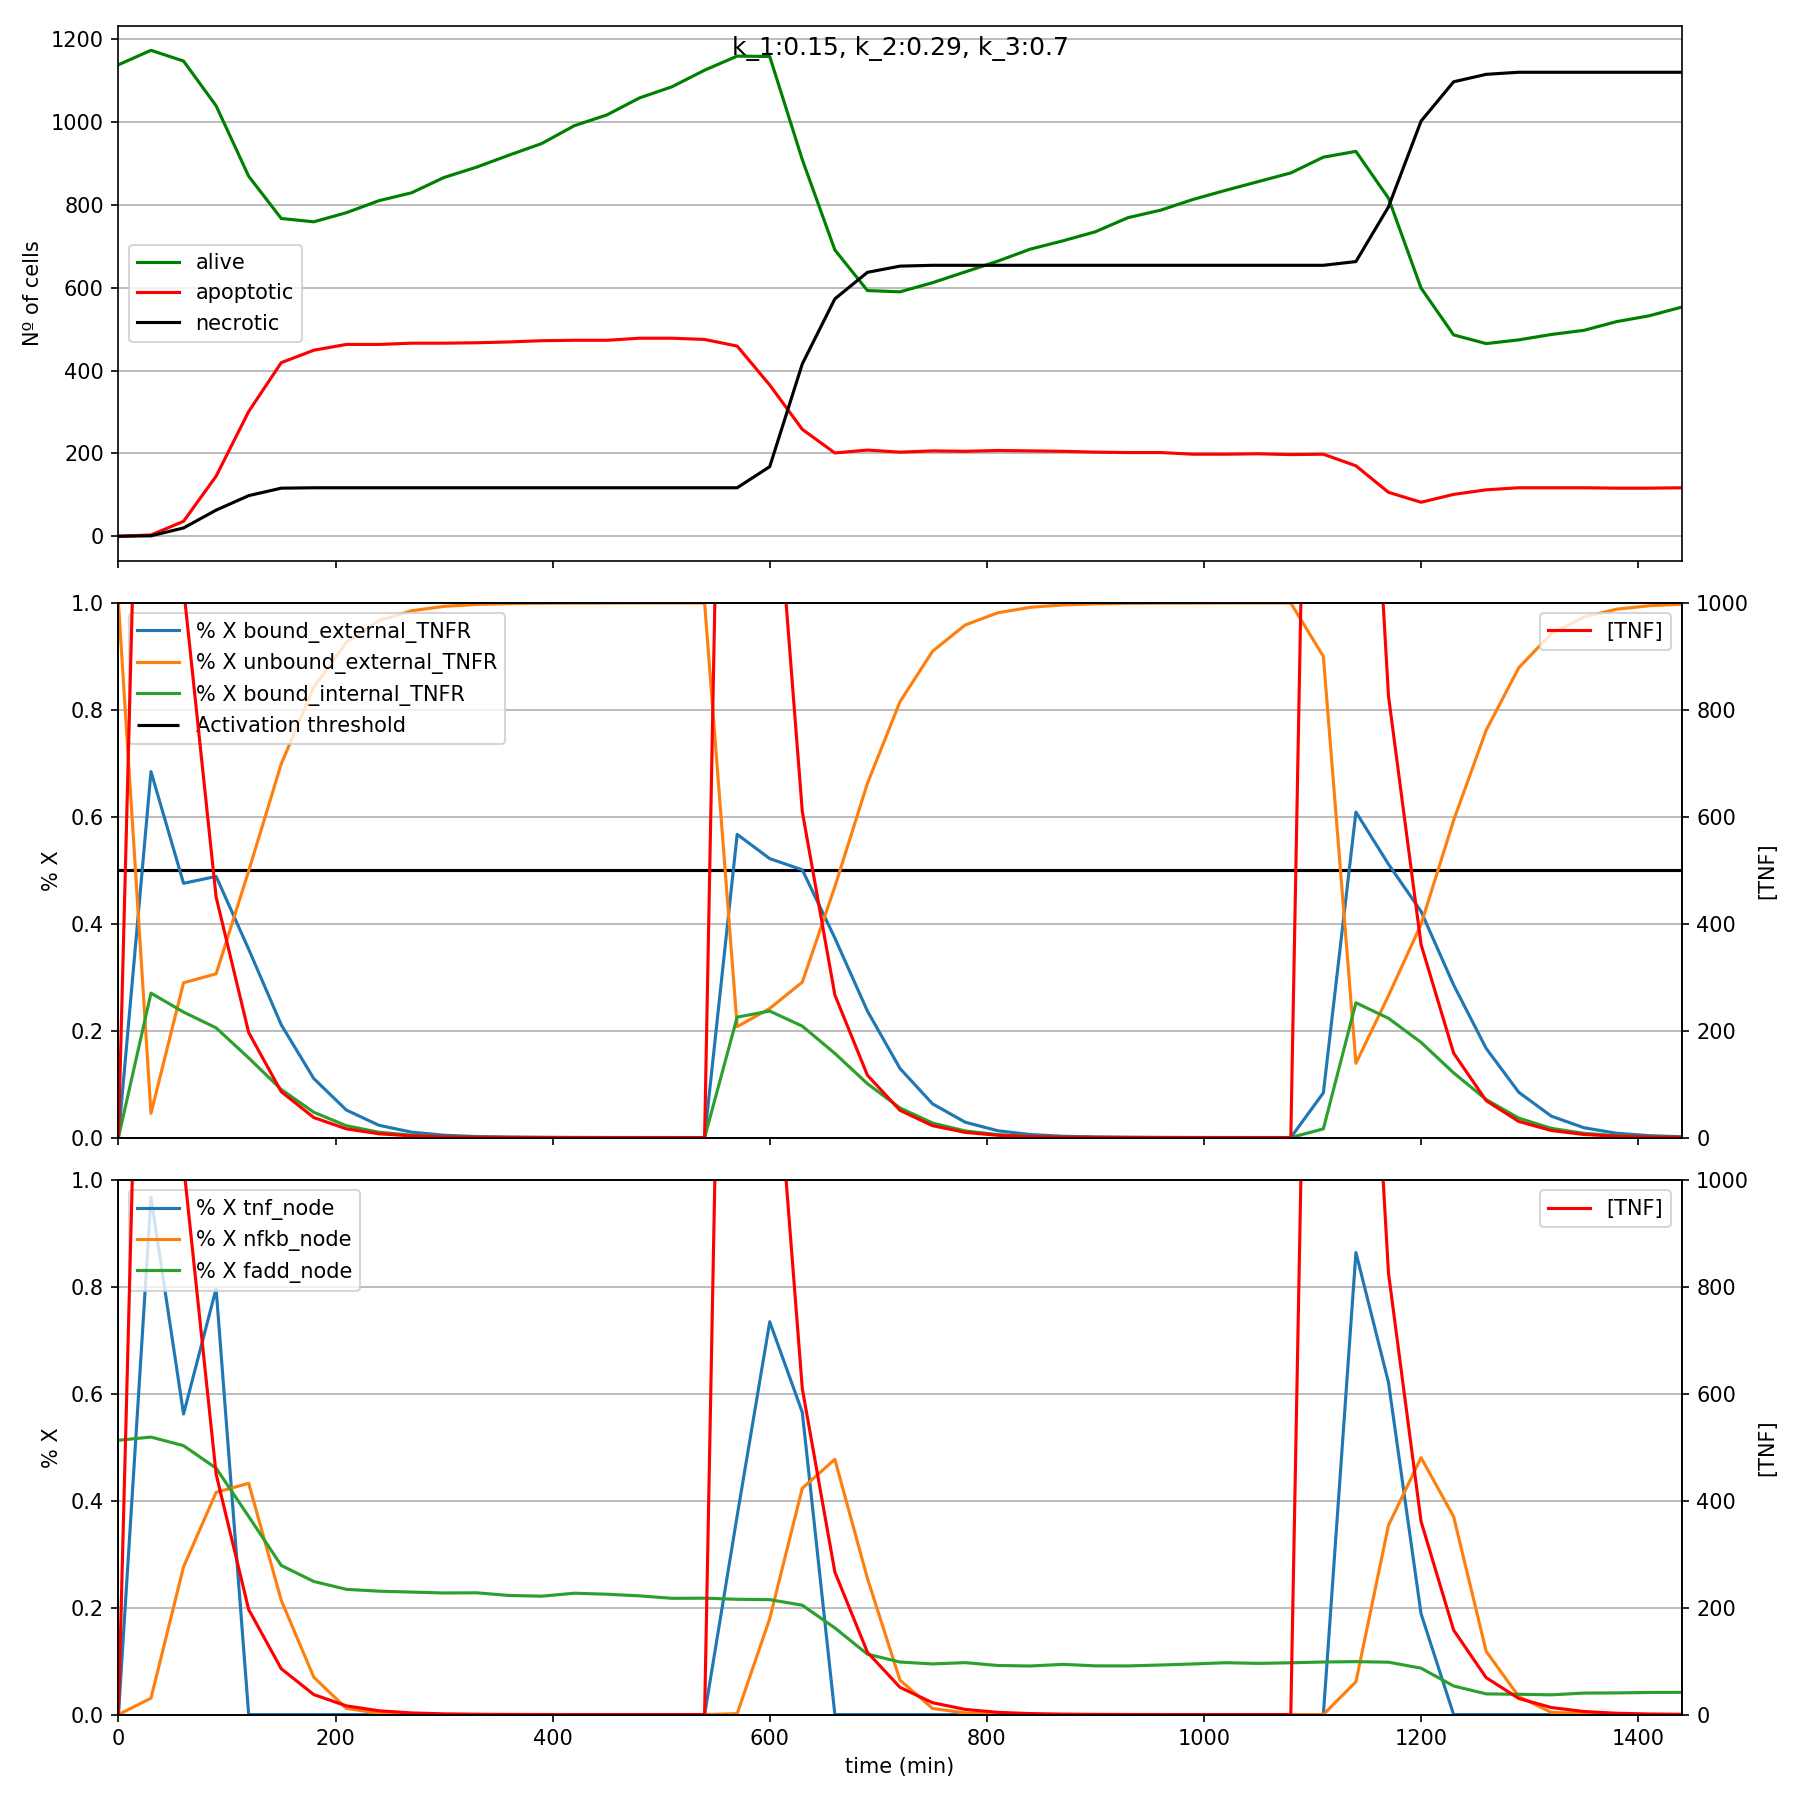 k_1:0.15, k_2:0.29, k_3:0.7
1200
1000
800
600
400
200
0
Nº of cells
alive
apoptotic
necrotic
1.0
0.8
0.6
0.4
0.2
0.0
% X
% X bound_external_TNFR
% X unbound_external_TNFR
% X bound_internal_TNFR
Activation threshold
[TNF]
1000
800
600
400
200
0
[TNF]
1.0
0.8
0.6
0.4
0.2
0.0
% X
% X tnf_node
% X nfkb_node
% X fadd_node
[TNF]
1000
800
600
400
200
0
[TNF]
0 200 400 600 800 1000 1200 1400
time (min)